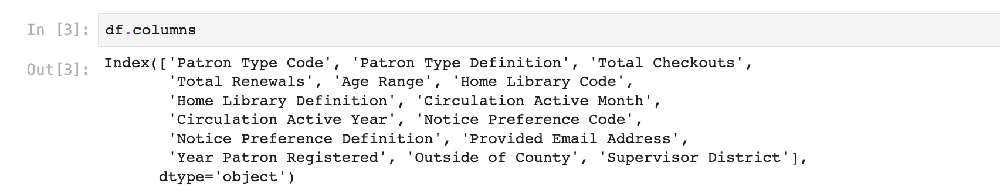 In [3]: df.columns
Out[3]: Index(['Patron Type Code', 'Patron Type Definition', 'Total Checkouts',
'Total Renewals', 'Age Range', 'Home Library Code',
'Home Library Definition', 'Circulation Active Month',
'Circulation Active Year', 'Notice Preference Code',
'Notice Preference Definition', 'Provided Email Address',
'Year Patron Registered', 'Outside of County', 'Supervisor District'],
dtype='object')